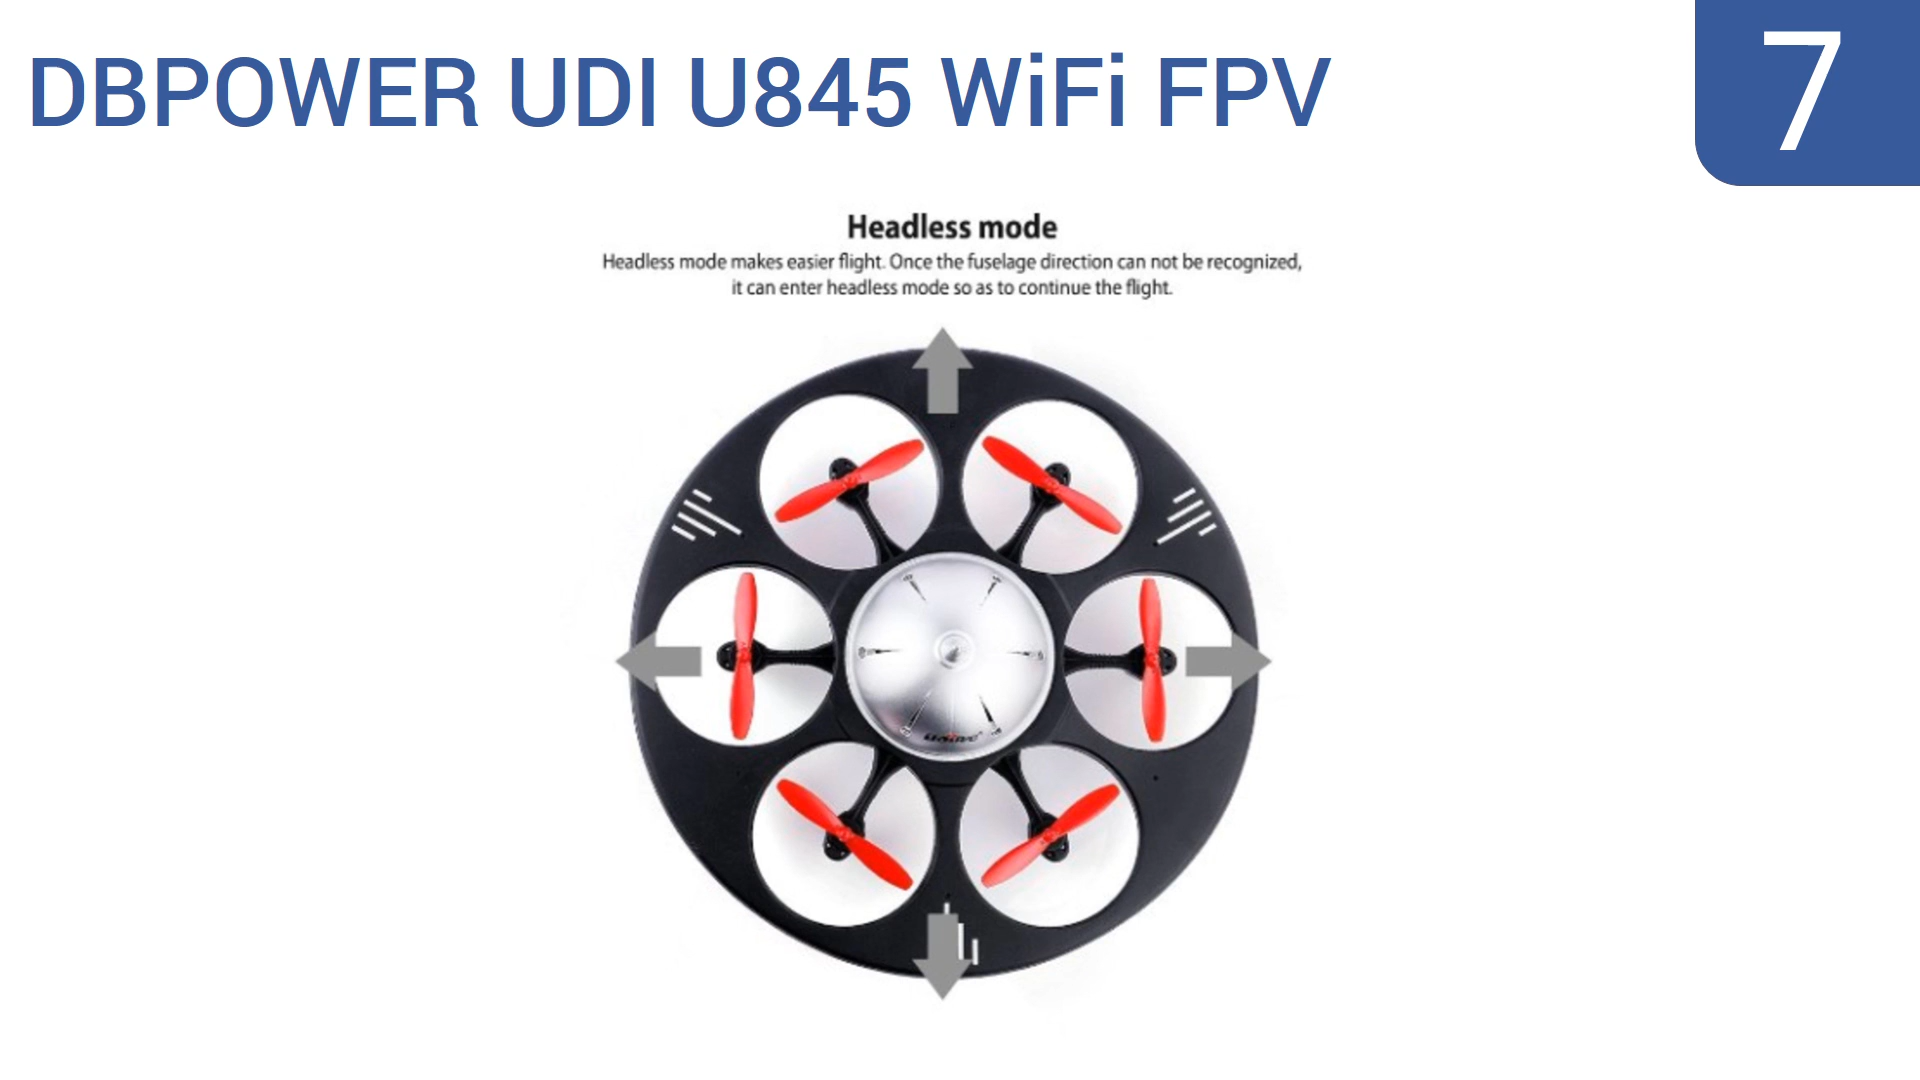 DBPOWER UDI U845 WiFi FPV
7
Headless mode
Headless mode makes easier flight. Once the fuselage direction can not be recognized,
it can enter headless mode so as to continue the flight.